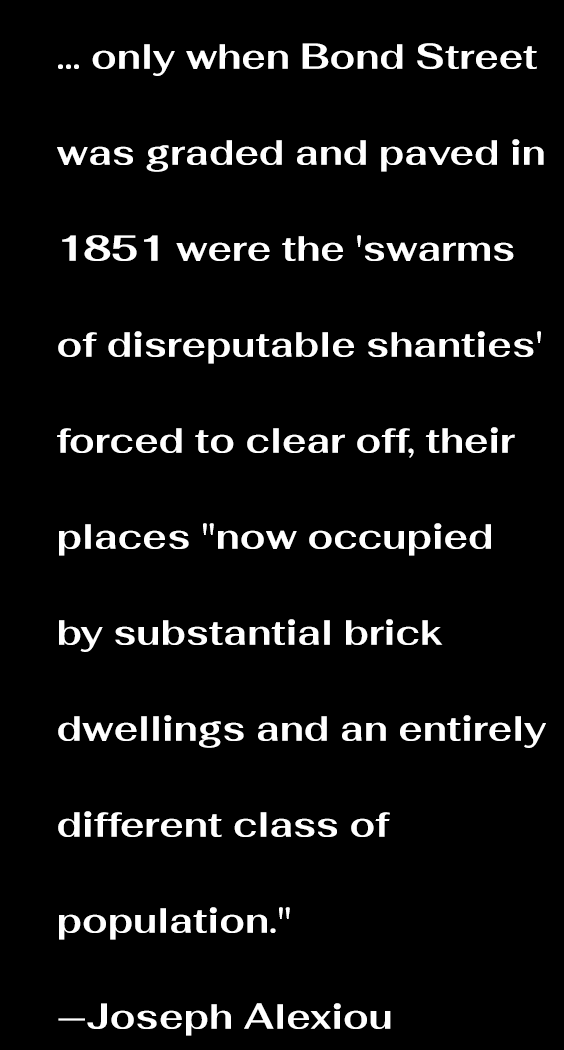 ... only when Bond Street
was graded and paved in
1851 were the 'swarms
of disreputable shanties'
forced to clear off, their
places "now occupied
by substantial brick
dwellings and an entirely
different class of
population."
—Joseph Alexiou